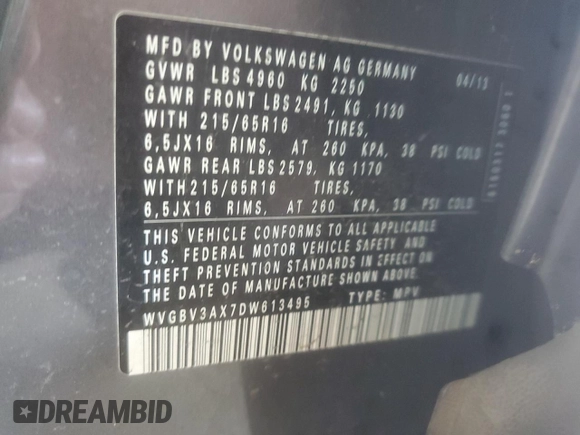 MFD BY VOLKSWAGEN AG GERMANY 04/13
GVWR LBS 4960 KG 2250
GAWR FRONT LBS 2491, KG 1130
WITH 215/65R16 TIRES,
6,5JX16 RIMS, AT 260 KPA, 38 PSI COLD
GAWR REAR LBS 2579, KG 1170
WITH 215/65R16 TIRES,
6,5JX16 RIMS, AT 260 KPA, 38 PSI COLD
THIS VEHICLE CONFORMS TO ALL APPLICABLE
U.S. FEDERAL MOTOR VEHICLE SAFETY AND
THEFT PREVENTION STANDARDS IN EFFECT ON
THE DATE OF MANUFACTURE SHOWN ABOVE.
WVGBV3AX7DW613495 TYPE: MPV
DREAMBID